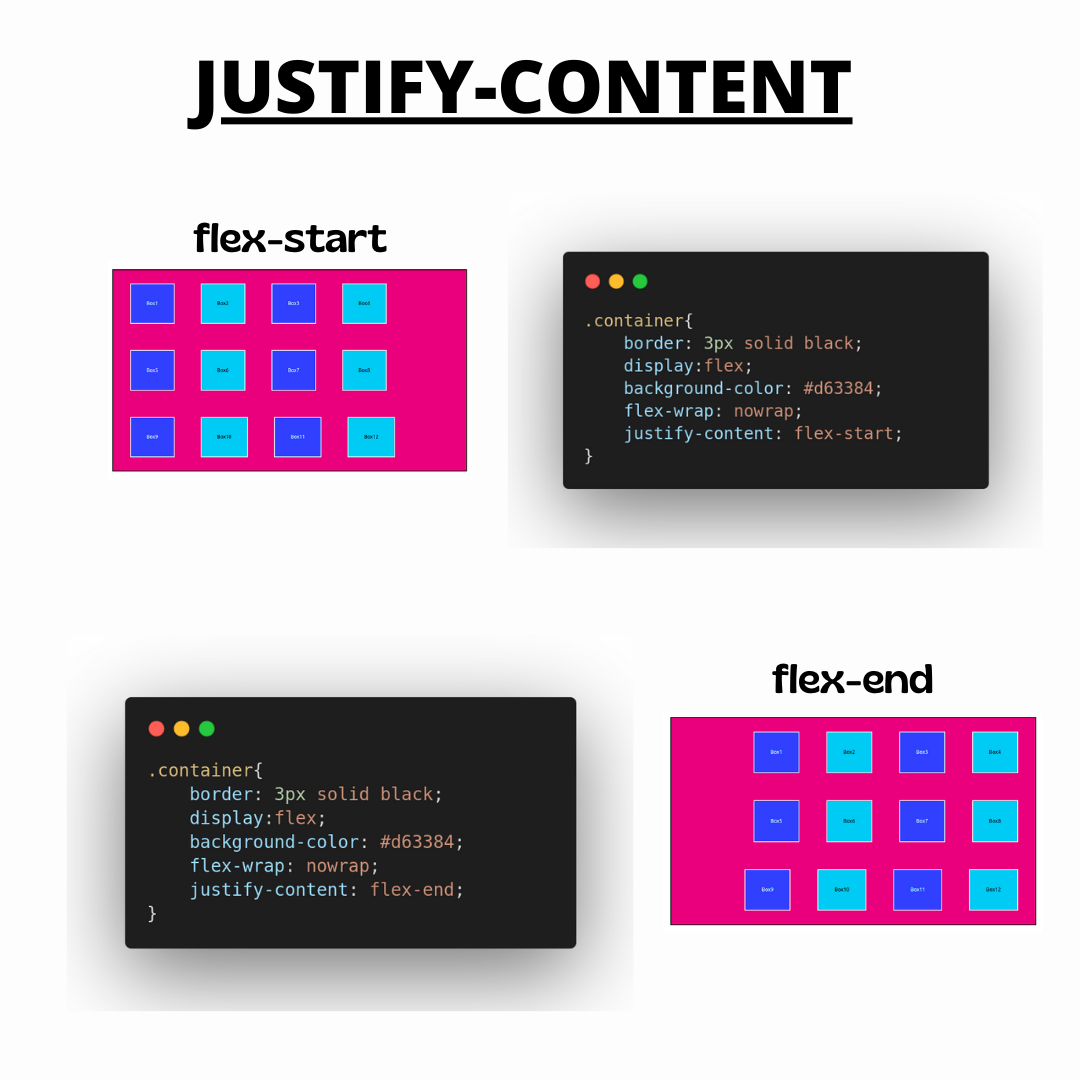 JUSTIFY-CONTENT
flex-start
Box1 Box2 Box3 Box4
Box5 Box6 Box7 Box8
Box9 Box10 Box11 Box12
.container{
    border: 3px solid black;
    display:flex;
    background-color: #d63384;
    flex-wrap: nowrap;
    justify-content: flex-start;
}
.container{
    border: 3px solid black;
    display:flex;
    background-color: #d63384;
    flex-wrap: nowrap;
    justify-content: flex-end;
}
flex-end
Box1 Box2 Box3 Box4
Box5 Box6 Box7 Box8
Box9 Box10 Box11 Box12